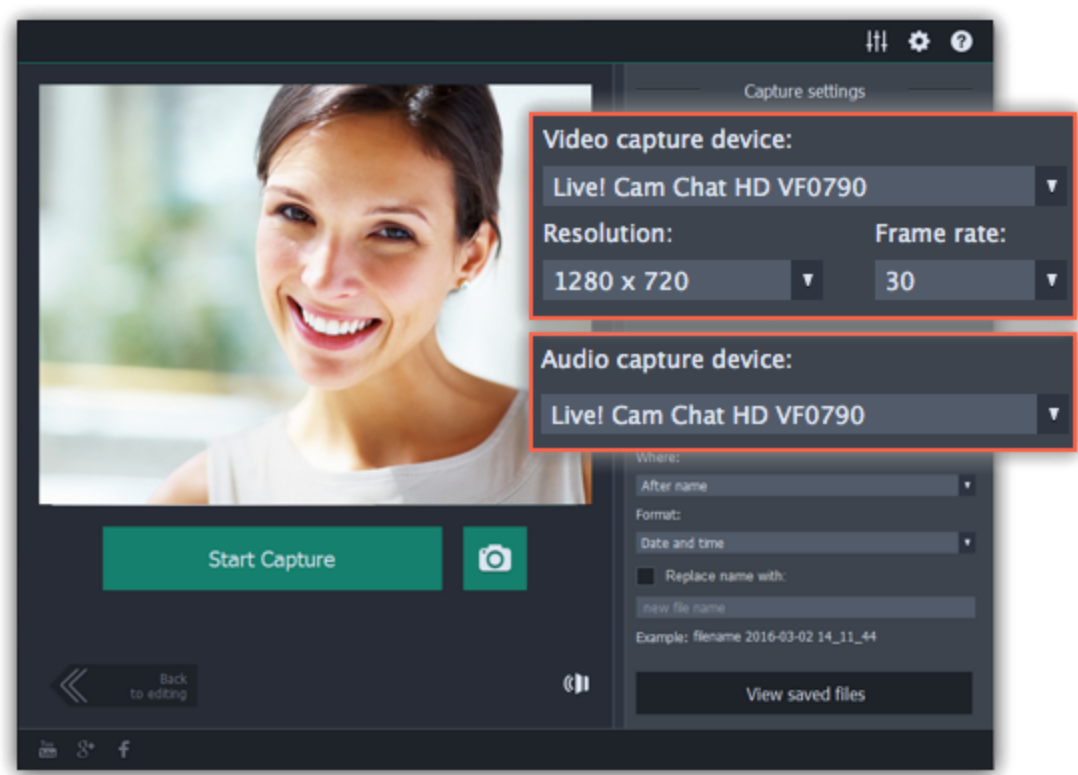 Capture settings
Video capture device:
Live! Cam Chat HD VF0790
Resolution:
Frame rate:
1280 x 720
30
Audio capture device:
Live! Cam Chat HD VF0790
Where:
After name
Format:
Date and time
Replace name with:
new file name
Example: filename 2016-03-02 14_11_44
View saved files
Start Capture
Back
to editing